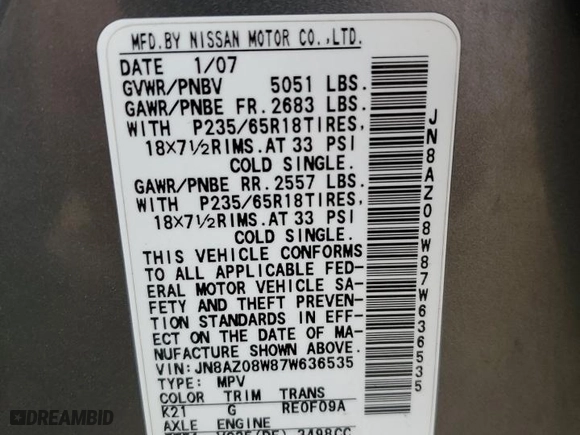 MFD.BY NISSAN MOTOR CO.,LTD.
DATE 1/07
GVWR/PNBV 5051 LBS.
GAWR/PNBE FR.2683 LBS.
WITH P235/65R18TIRES,
18X7½RIMS.AT 33 PSI
COLD SINGLE.
GAWR/PNBE RR.2557 LBS.
WITH P235/65R18TIRES,
18X7½RIMS.AT 33 PSI
COLD SINGLE.
THIS VEHICLE CONFORMS
TO ALL APPLICABLE FED-
ERAL MOTOR VEHICLE SA-
FETY AND THEFT PREVEN-
TION STANDARDS IN EFF-
ECT ON THE DATE OF MA-
NUFACTURE SHOWN ABOVE.
VIN:JN8AZ08W87W636535
TYPE: MPV
COLOR TRIM TRANS
K21 G RE0F09A
AXLE ENGINE
3498CC
JN8AZ08W87W636535
DREAMBID